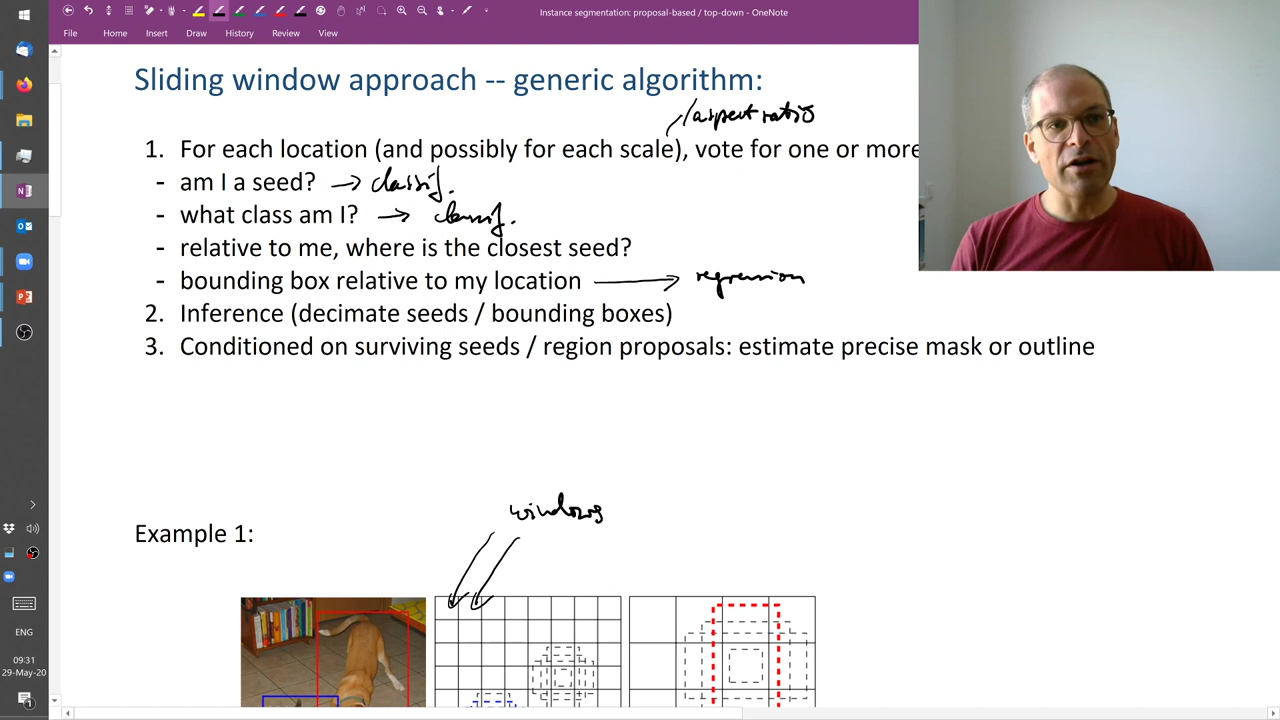 Instance segmentation: proposal-based / top-down - OneNote
File Home Insert Draw History Review View
Sliding window approach -- generic algorithm:
/aspect ratio
1. For each location (and possibly for each scale), vote for one or more
- am I a seed? → classif.
- what class am I? → classif.
- relative to me, where is the closest seed?
- bounding box relative to my location → regression
2. Inference (decimate seeds / bounding boxes)
3. Conditioned on surviving seeds / region proposals: estimate precise mask or outline
windows
Example 1:
ENG
09:31
29-May-20